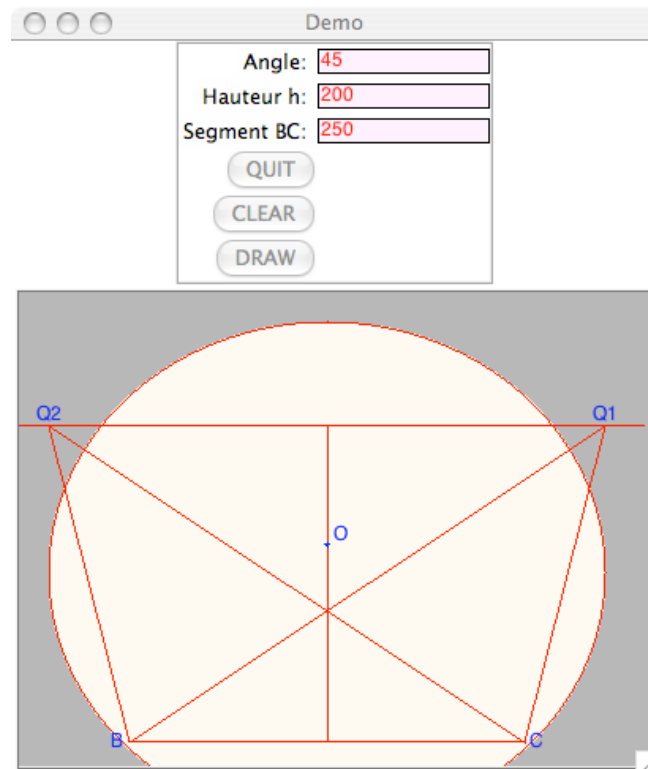 Demo
Angle: 45
Hauteur h: 200
Segment BC: 250
QUIT
CLEAR
DRAW
Q2 Q1
O
B C